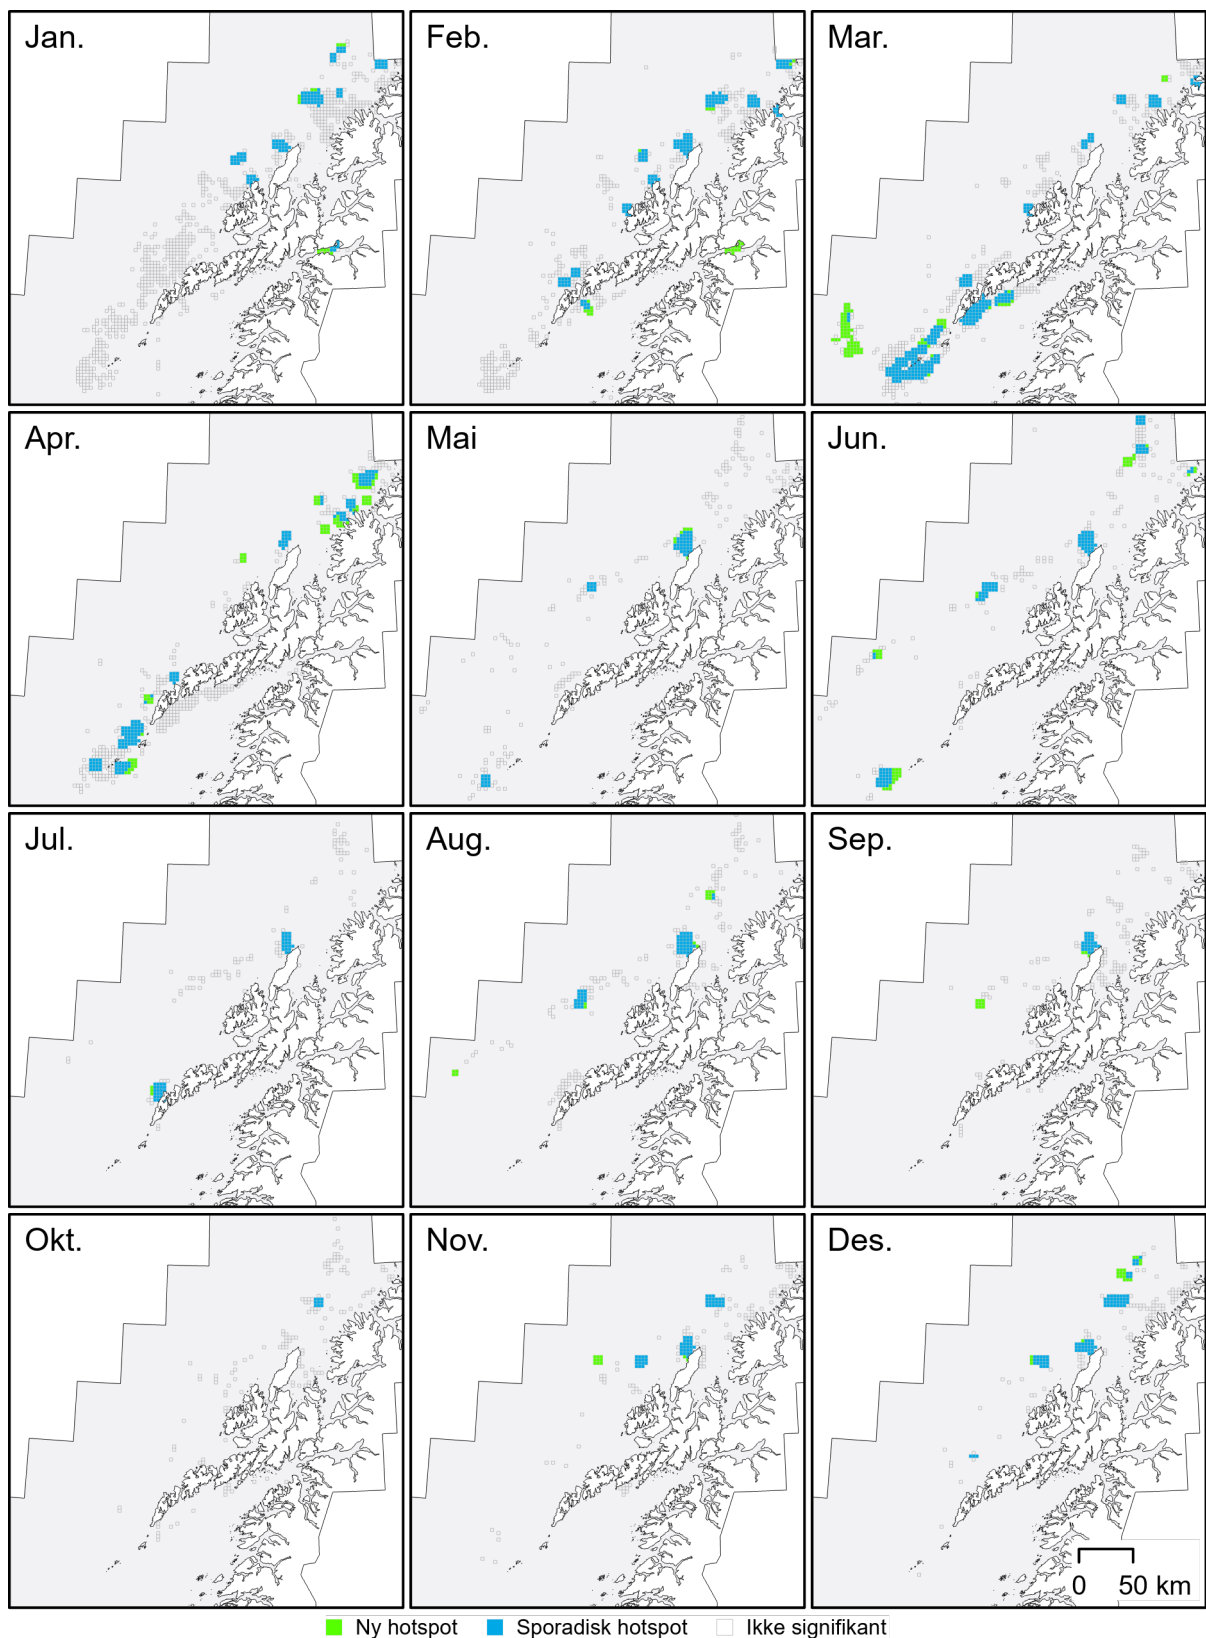 Jan.
Feb.
Mar.
Apr.
Mai
Jun.
Jul.
Aug.
Sep.
Okt.
Nov.
Des.
0 50 km
Ny hotspot Sporadisk hotspot Ikke signifikant